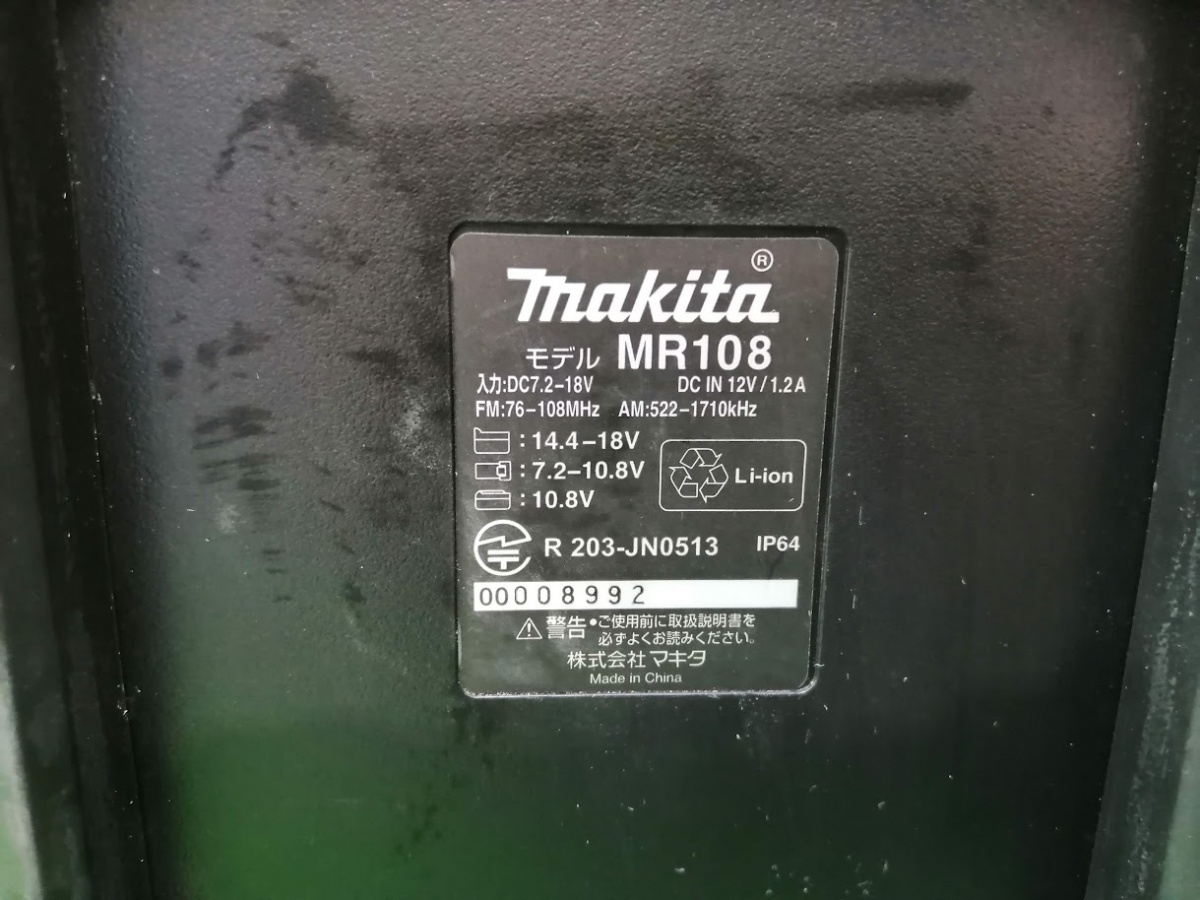 makita®
モデル MR108
入力:DC7.2-18V DC IN 12V/1.2A
FM:76-108MHz AM:522-1710kHz
:14.4-18V
:7.2-10.8V
Li-ion
:10.8V
R 203-JN0513 IP64
00008992
⚠警告 •ご使用前に取扱説明書を
必ずよくお読みください。
株式会社マキタ
Made in China